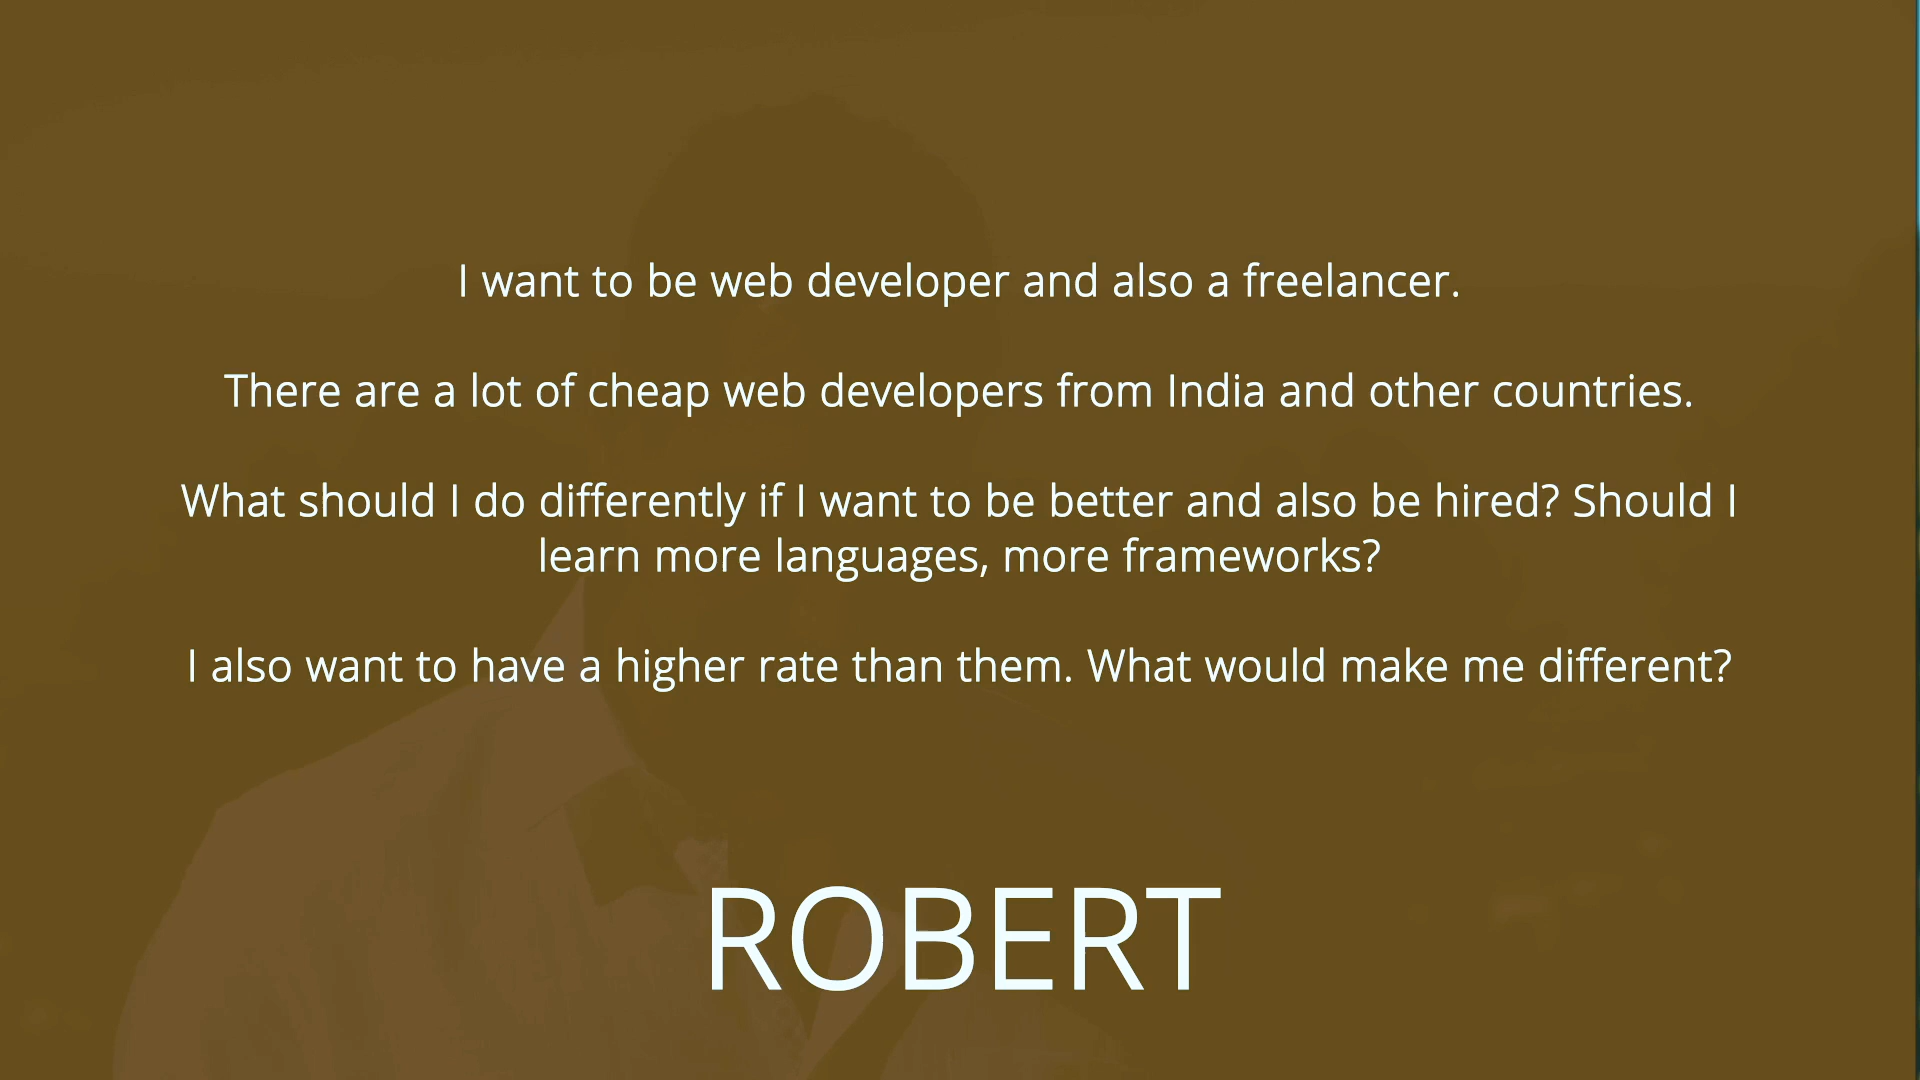 I want to be web developer and also a freelancer.
There are a lot of cheap web developers from India and other countries.
What should I do differently if I want to be better and also be hired? Should I
learn more languages, more frameworks?
I also want to have a higher rate than them. What would make me different?
ROBERT